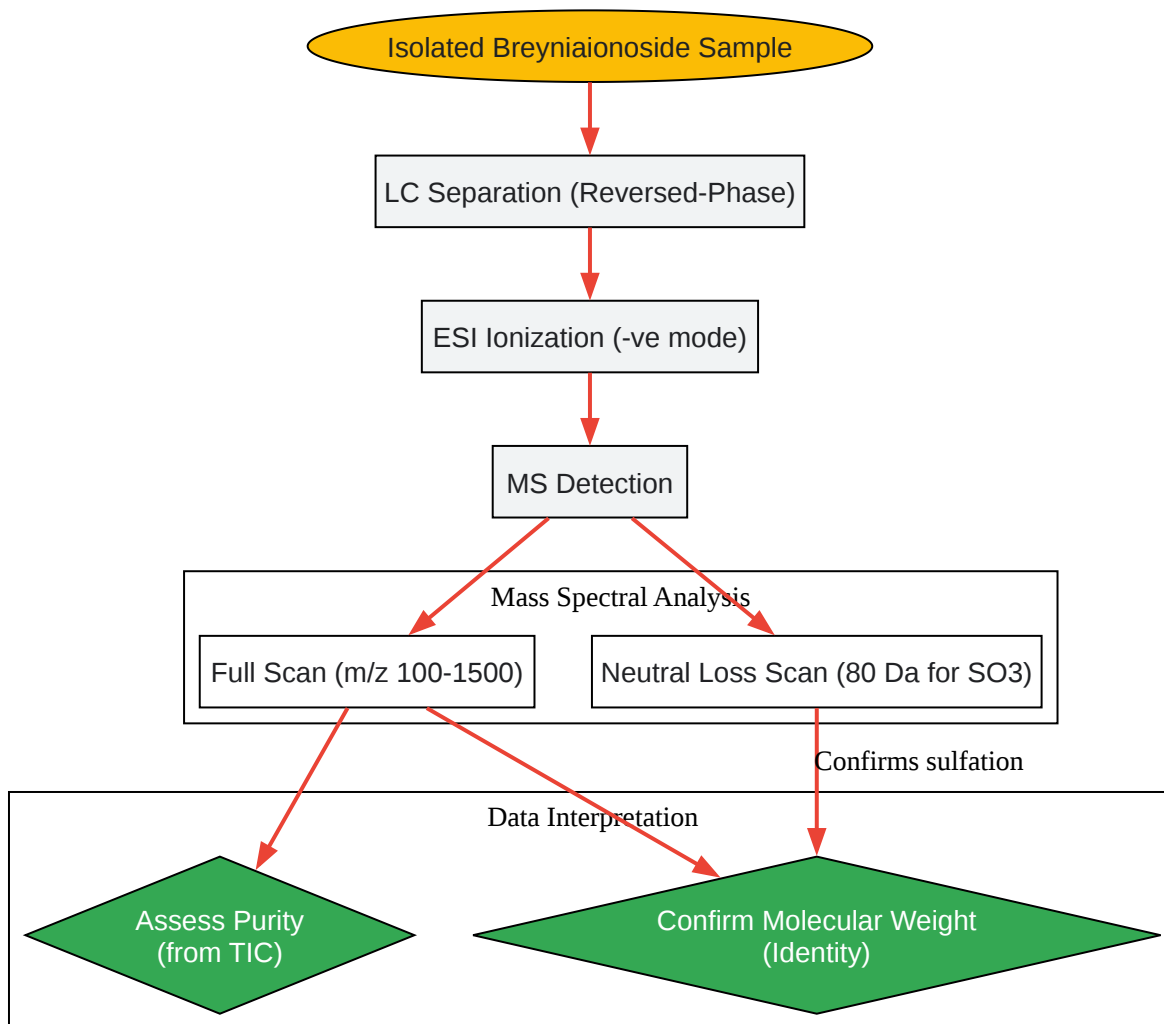 Isolated Breyniaionoside Sample
LC Separation (Reversed-Phase)
ESI Ionization (-ve mode)
MS Detection
Mass Spectral Analysis
Full Scan (m/z 100-1500)
Neutral Loss Scan (80 Da for SO3)
Confirms sulfation
Data Interpretation
Assess Purity
(from TIC)
Confirm Molecular Weight
(Identity)